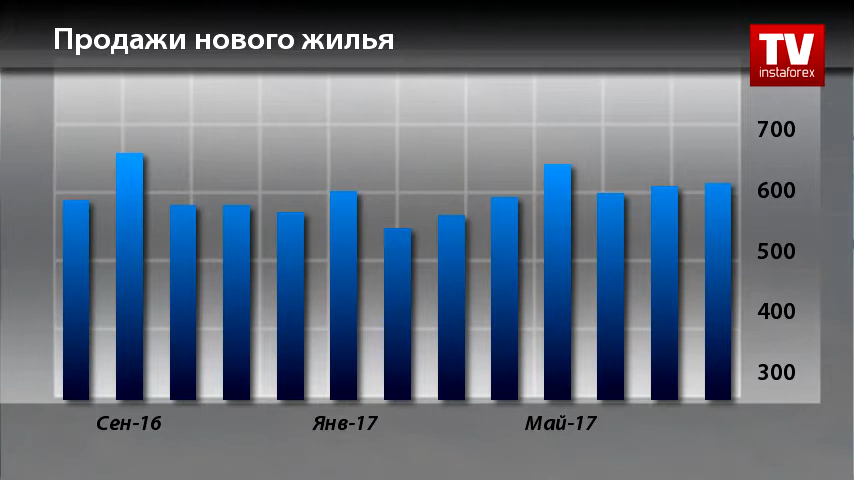 Продажи нового жилья
TV
instaforex
700
600
500
400
300
Сен-16 Янв-17 Май-17